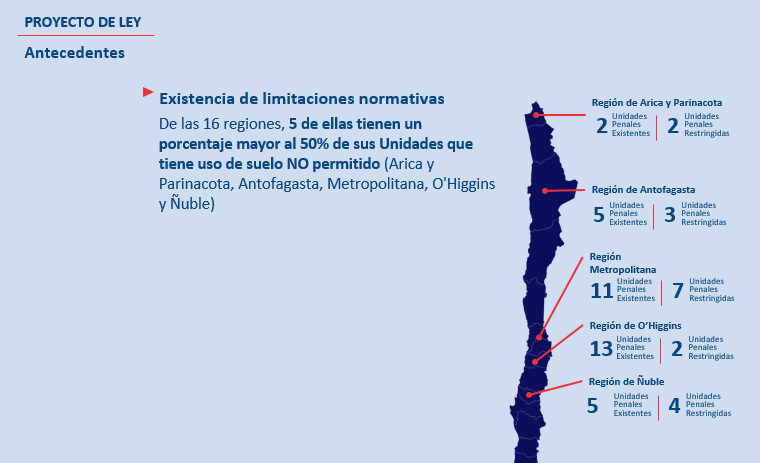 PROYECTO DE LEY
Antecedentes
Existencia de limitaciones normativas
De las 16 regiones, 5 de ellas tienen un
porcentaje mayor al 50% de sus Unidades que
tiene uso de suelo NO permitido (Arica y
Parinacota, Antofagasta, Metropolitana, O'Higgins
y Ñuble)
Región de Arica y Parinacota
2 Unidades Penales Existentes 2 Unidades Penales Restringidas
Región de Antofagasta
5 Unidades Penales Existentes 3 Unidades Penales Restringidas
Región
Metropolitana
11 Unidades Penales Existentes 7 Unidades Penales Restringidas
Región de O’Higgins
13 Unidades Penales Existentes 2 Unidades Penales Restringidas
Región de Ñuble
5 Unidades Penales Existentes 4 Unidades Penales Restringidas